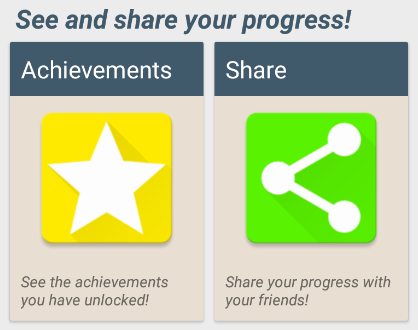 See and share your progress!
Achievements
Share
See the achievements
you have unlocked!
Share your progress with
your friends!